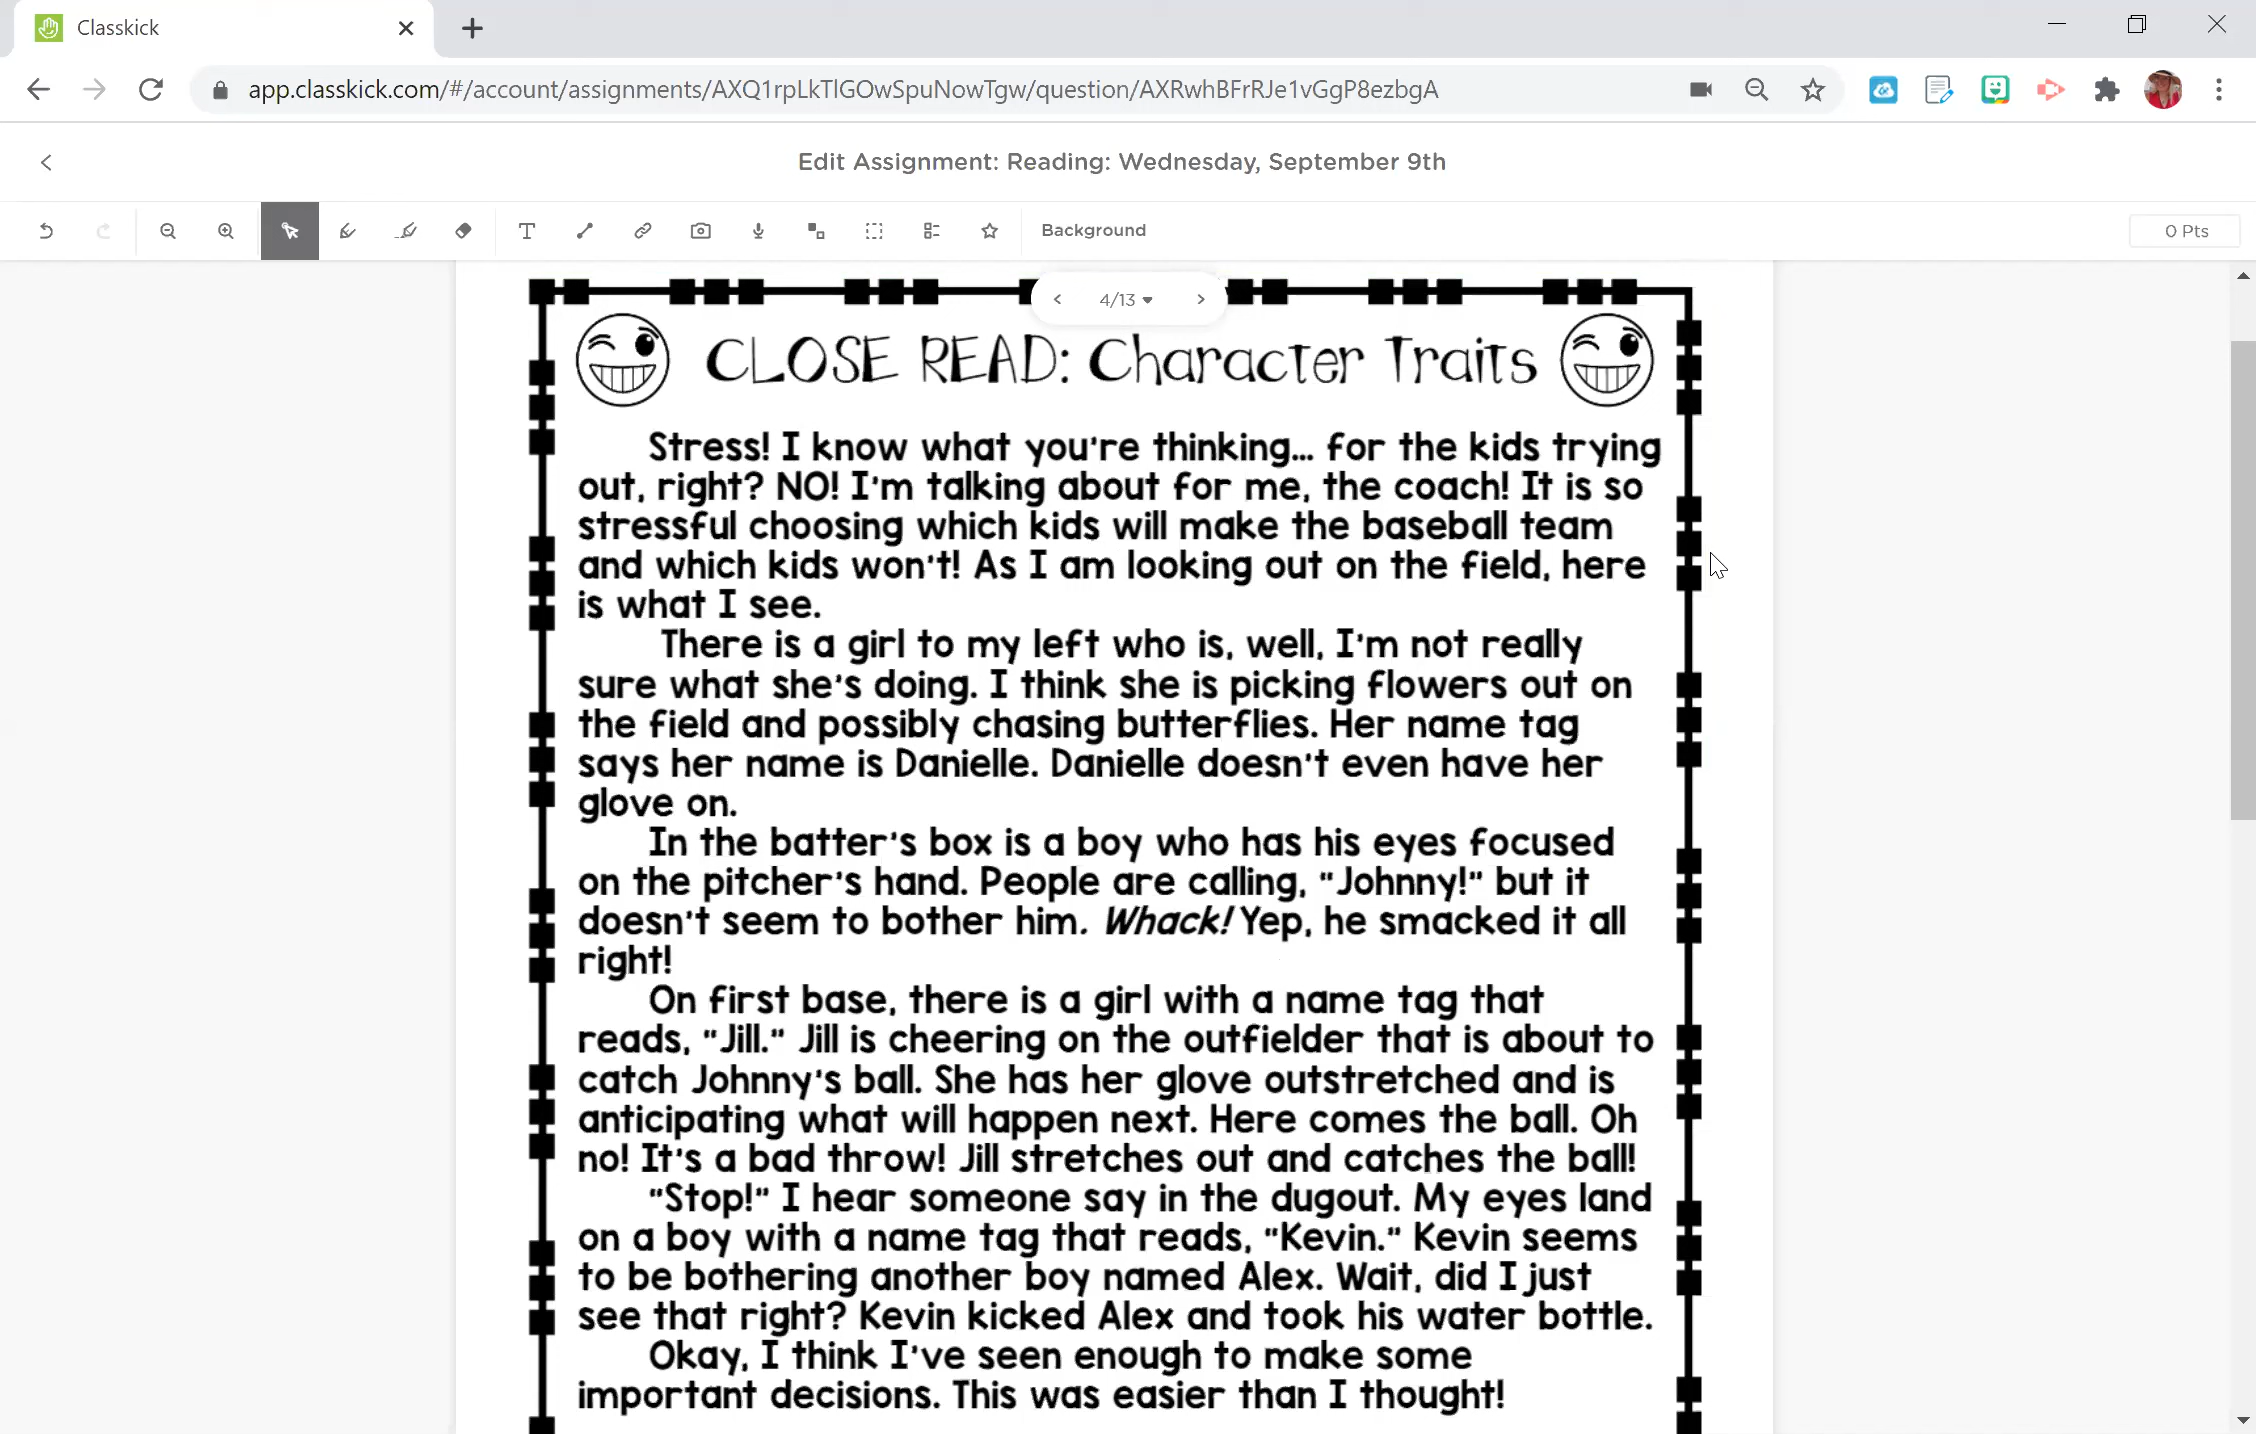 Classkick
app.classkick.com/#/account/assignments/AXQ1rpLkTlGOwSpuNowTgw/question/AXRwhBFrRJe1vGgP8ezbgA
Edit Assignment: Reading: Wednesday, September 9th
Background
0 Pts
4/13
CLOSE READ: Character Traits
Stress! I know what you're thinking... for the kids trying
out, right? NO! I'm talking about for me, the coach! It is so
stressful choosing which kids will make the baseball team
and which kids won't! As I am looking out on the field, here
is what I see.
There is a girl to my left who is, well, I'm not really
sure what she's doing. I think she is picking flowers out on
the field and possibly chasing butterflies. Her name tag
says her name is Danielle. Danielle doesn't even have her
glove on.
In the batter's box is a boy who has his eyes focused
on the pitcher's hand. People are calling, "Johnny!" but it
doesn't seem to bother him. Whack! Yep, he smacked it all
right!
On first base, there is a girl with a name tag that
reads, "Jill." Jill is cheering on the outfielder that is about to
catch Johnny's ball. She has her glove outstretched and is
anticipating what will happen next. Here comes the ball. Oh
no! It's a bad throw! Jill stretches out and catches the ball!
"Stop!" I hear someone say in the dugout. My eyes land
on a boy with a name tag that reads, "Kevin." Kevin seems
to be bothering another boy named Alex. Wait, did I just
see that right? Kevin kicked Alex and took his water bottle.
Okay, I think I've seen enough to make some
important decisions. This was easier than I thought!